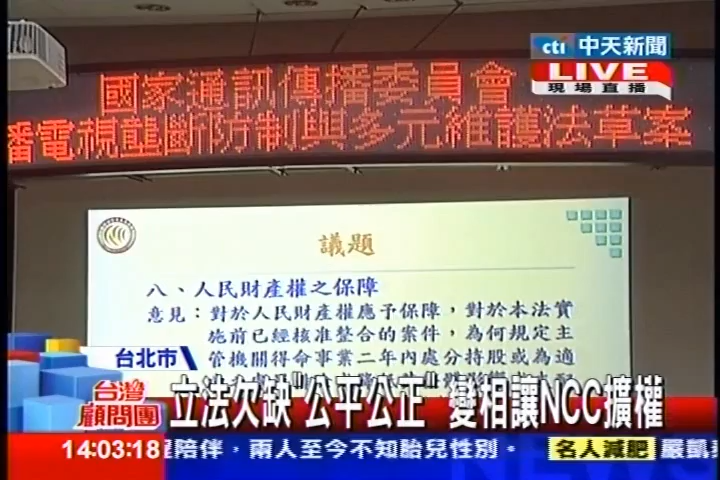 cti 中天新聞
LIVE
現場直播
國家通訊傳播委員會
播電視壟斷防制與多元維護法草案
議題
八、人民財產權之保障
意見：對於人民財產權應予保障，對於本法實
施前已經核准整合的案件，為何規定主
管機關得命事業二年內處分持股或為適
台北市
台灣
顧問團
立法欠缺"公平公正" 變相讓NCC擴權
14:03:18
陪伴，兩人至今不知胎兒性別。
名人減肥
嚴凱